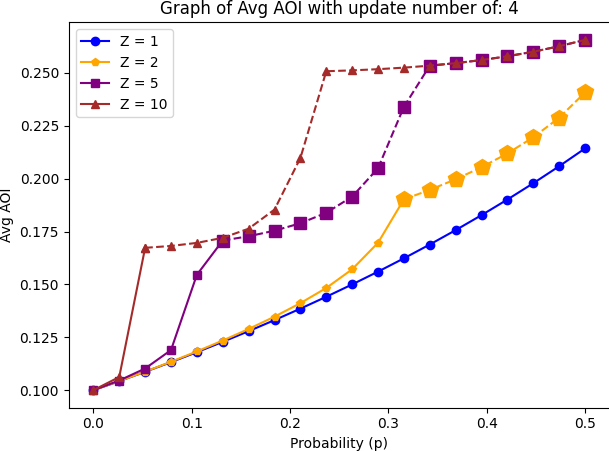 Graph of Avg AOI with update number of: 4
Z = 1
Z = 2
Z = 5
Z = 10
Avg AOI
0.250
0.225
0.200
0.175
0.150
0.125
0.100
0.0 0.1 0.2 0.3 0.4 0.5
Probability (p)